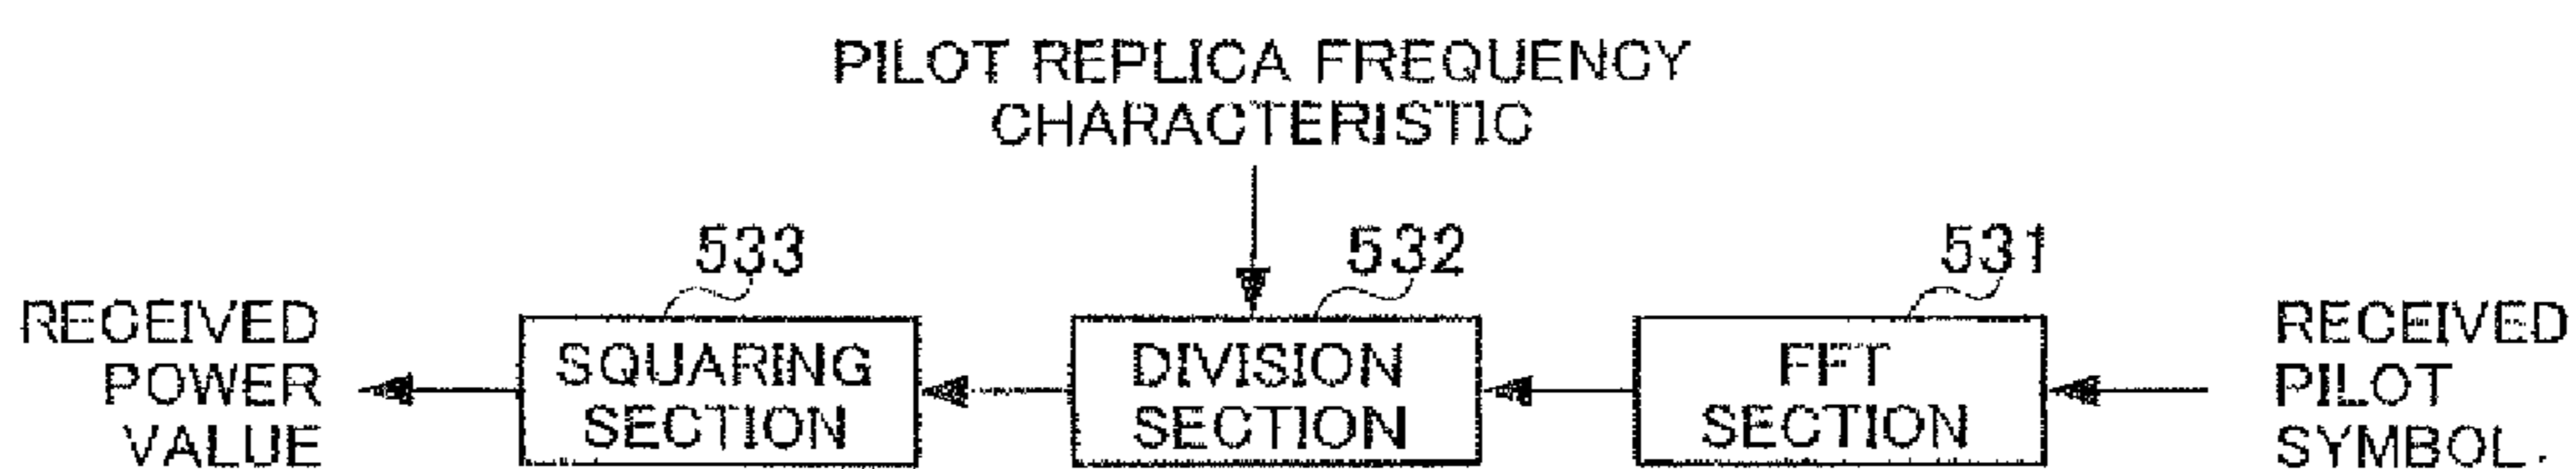 PILOT REPLICA FREQUENCY
CHARACTERISTIC
533
532
531
RECEIVED
POWER
VALUE
SQUARING
SECTION
DIVISION
SECTION
FFT
SECTION
RECEIVED
PILOT
SYMBOL.